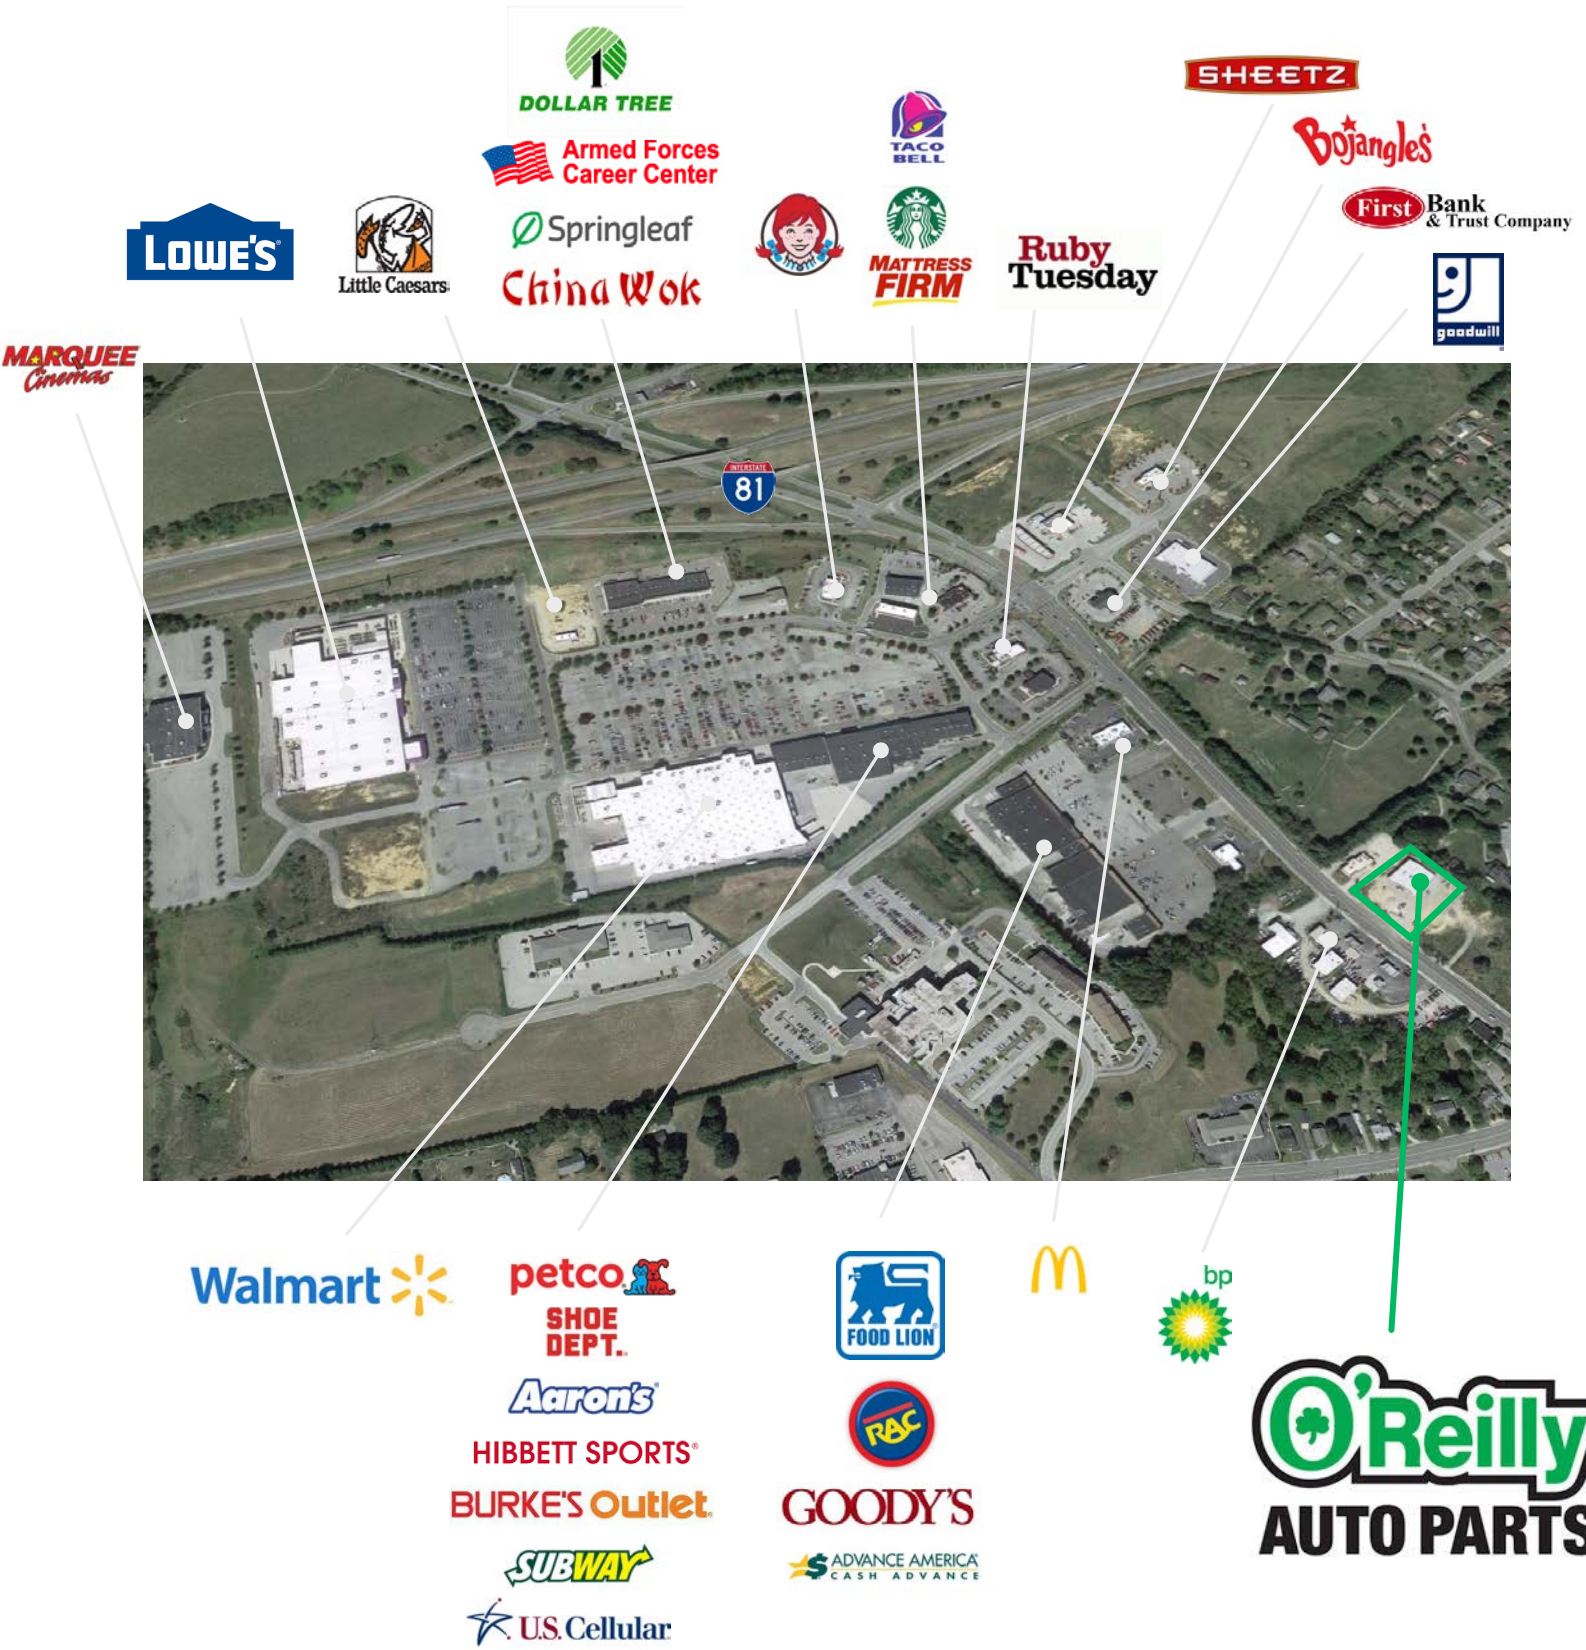 DOLLAR TREE
Armed Forces
Career Center
Springleaf
China Wok
TACO
BELL
MATTRESS
FIRM
SHEETZ
Bojangles
First Bank
& Trust Company
goodwill
LOWE'S
Little Caesars
Ruby
Tuesday
MARQUEE
Cinemas
INTERSTATE
81
Walmart
petco
SHOE
DEPT.
Aaron's
HIBBETT SPORTS®
BURKE'S Outlet
SUBWAY
U.S. Cellular
FOOD LION
RAC
GOODY'S
ADVANCE AMERICA
CASH ADVANCE
bp
O'Reilly
AUTO PARTS